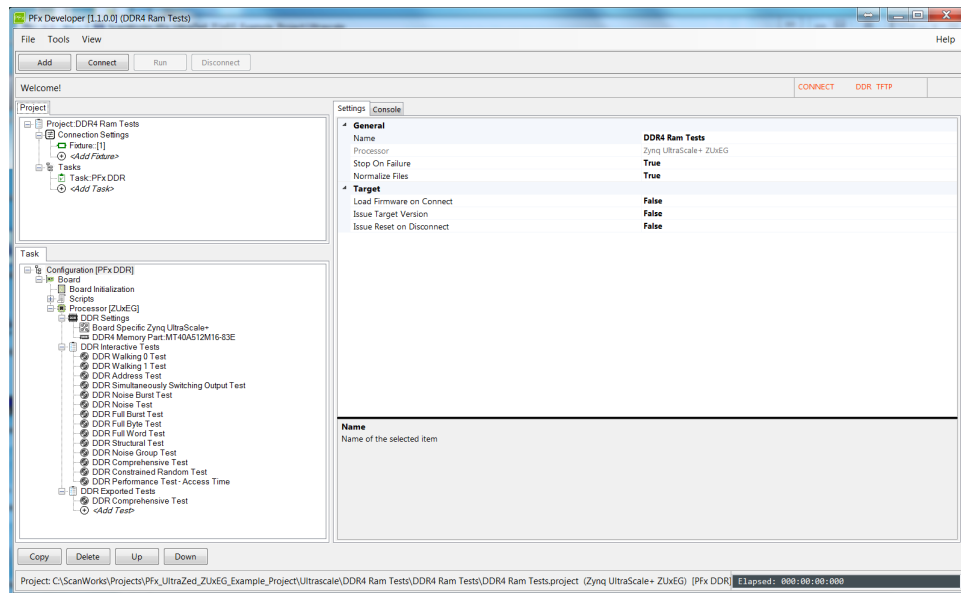 PFx Developer [1.1.0.0] (DDR4 Ram Tests)
File Tools View Help
Add Connect Run Disconnect
Welcome! CONNECT DDR TFTP
Project
Project:DDR4 Ram Tests
Connection Settings
Fixture::[1]
<Add Fixture>
Tasks
Task::PFx DDR
<Add Task>
Task
Configuration [PFx DDR]
Board
Board Initialization
Scripts
Processor [ZUxEG]
DDR Settings
Board Specific Zynq UltraScale+
DDR4 Memory Part:MT40A512M16-83E
DDR Interactive Tests
DDR Walking 0 Test
DDR Walking 1 Test
DDR Address Test
DDR Simultaneously Switching Output Test
DDR Noise Burst Test
DDR Noise Test
DDR Full Burst Test
DDR Full Byte Test
DDR Full Word Test
DDR Structural Test
DDR Noise Group Test
DDR Comprehensive Test
DDR Constrained Random Test
DDR Performance Test - Access Time
DDR Exported Tests
DDR Comprehensive Test
<Add Test>
Settings Console
General
Name DDR4 Ram Tests
Processor Zynq UltraScale+ ZUxEG
Stop On Failure True
Normalize Files True
Target
Load Firmware on Connect False
Issue Target Version False
Issue Reset on Disconnect False
Name
Name of the selected item
Copy Delete Up Down
Project: C:\ScanWorks\Projects\PFx_UltraZed_ZUxEG_Example_Project\Ultrascale\DDR4 Ram Tests\DDR4 Ram Tests\DDR4 Ram Tests.project (Zynq UltraScale+ ZUxEG) [PFx DDR] Elapsed: 000:00:00:000